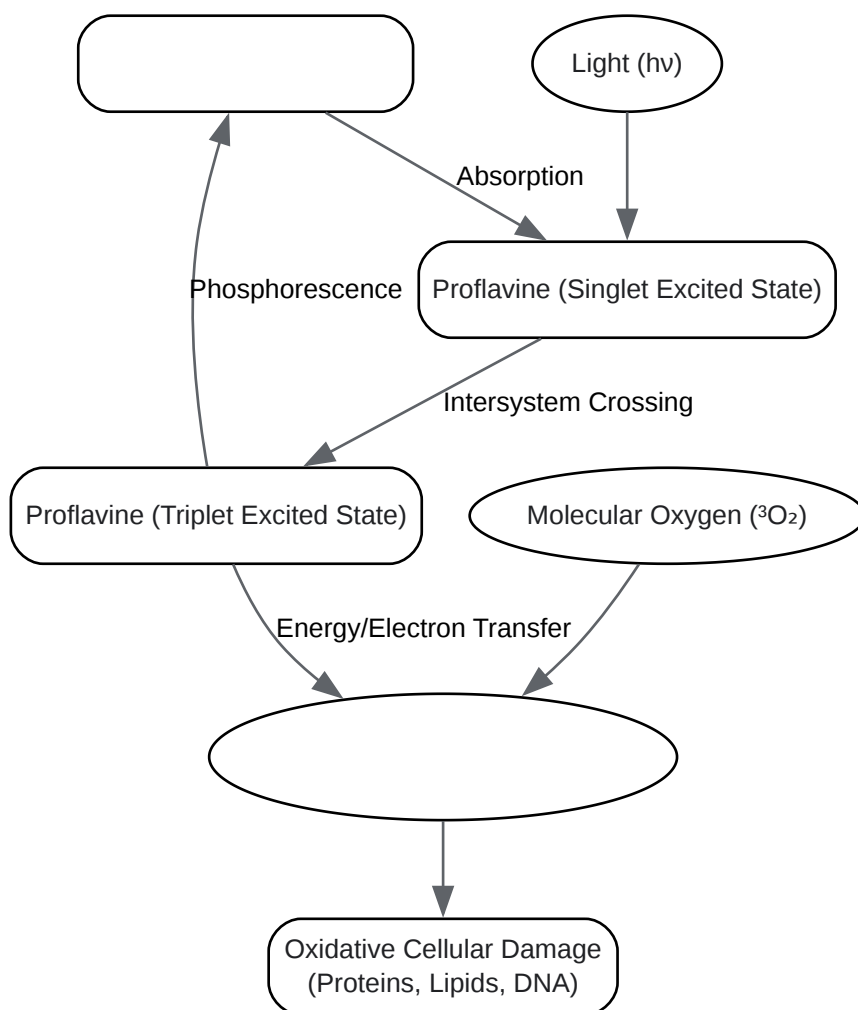 Light (hν)
Absorption
Phosphorescence
Proflavine (Singlet Excited State)
Intersystem Crossing
Proflavine (Triplet Excited State)
Molecular Oxygen (³O₂)
Energy/Electron Transfer
Oxidative Cellular Damage
(Proteins, Lipids, DNA)